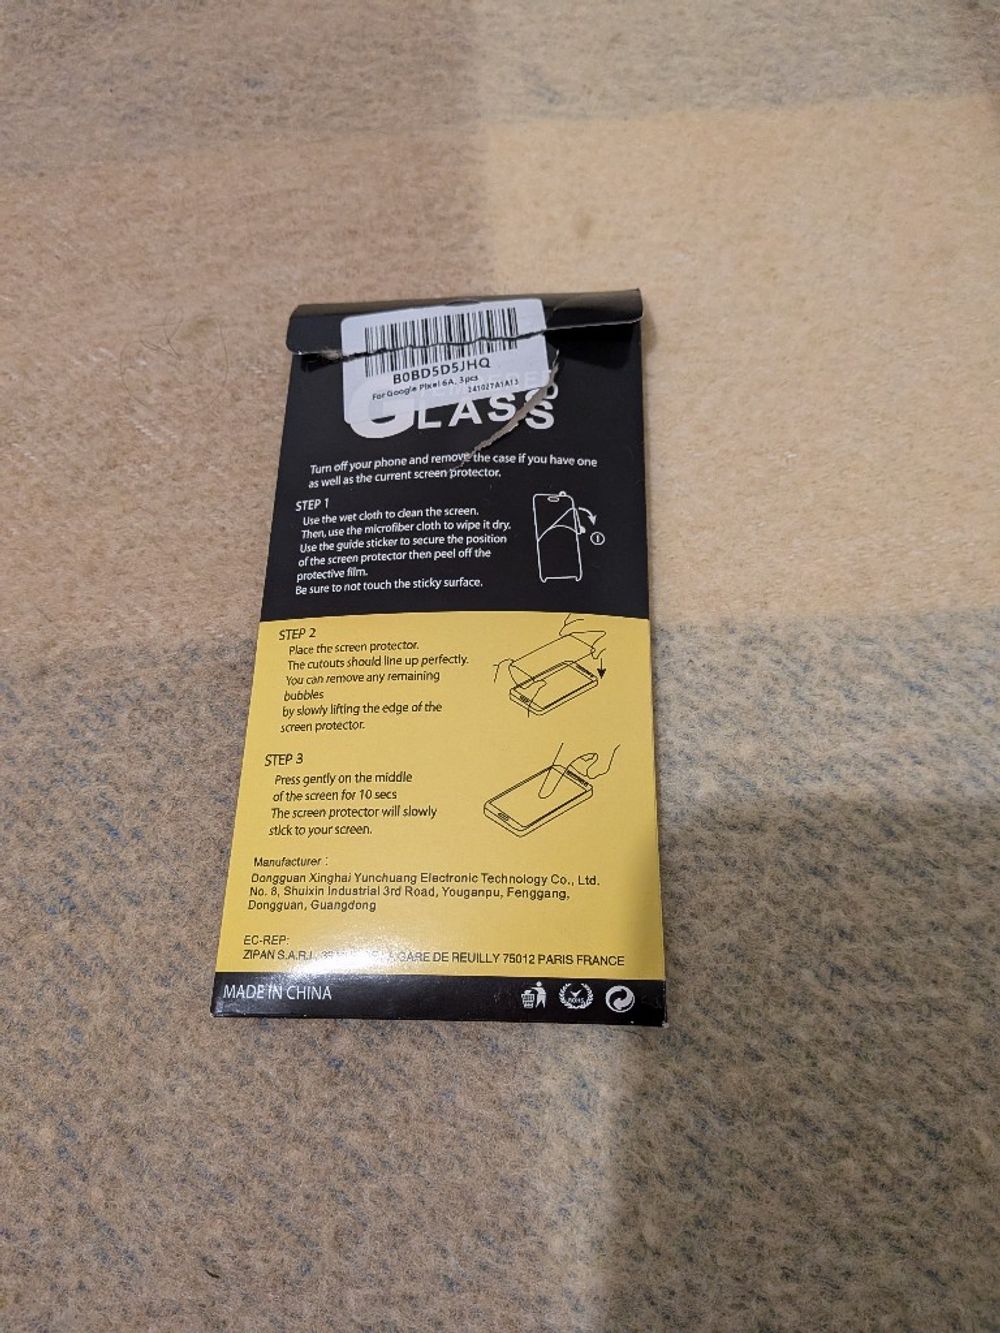 B0BD5D5JHQ
For Google Pixel 6A, 3pcs
241027A1A13
GLASS
Turn off your phone and remove the case if you have one
as well as the current screen protector.
STEP 1
Use the wet cloth to clean the screen.
Then, use the microfiber cloth to wipe it dry.
Use the guide sticker to secure the position
of the screen protector then peel off the
protective film.
Be sure to not touch the sticky surface.
1
STEP 2
Place the screen protector.
The cutouts should line up perfectly.
You can remove any remaining
bubbles
by slowly lifting the edge of the
screen protector.
STEP 3
Press gently on the middle
of the screen for 10 secs
The screen protector will slowly
stick to your screen.
Manufacturer :
Dongguan Xinghai Yunchuang Electronic Technology Co., Ltd.
No. 8, Shuixin Industrial 3rd Road, Youganpu, Fenggang,
Dongguan, Guangdong
EC-REP:
ZIPAN S.A.R.L GARE DE REUILLY 75012 PARIS FRANCE
MADE IN CHINA
ROHS